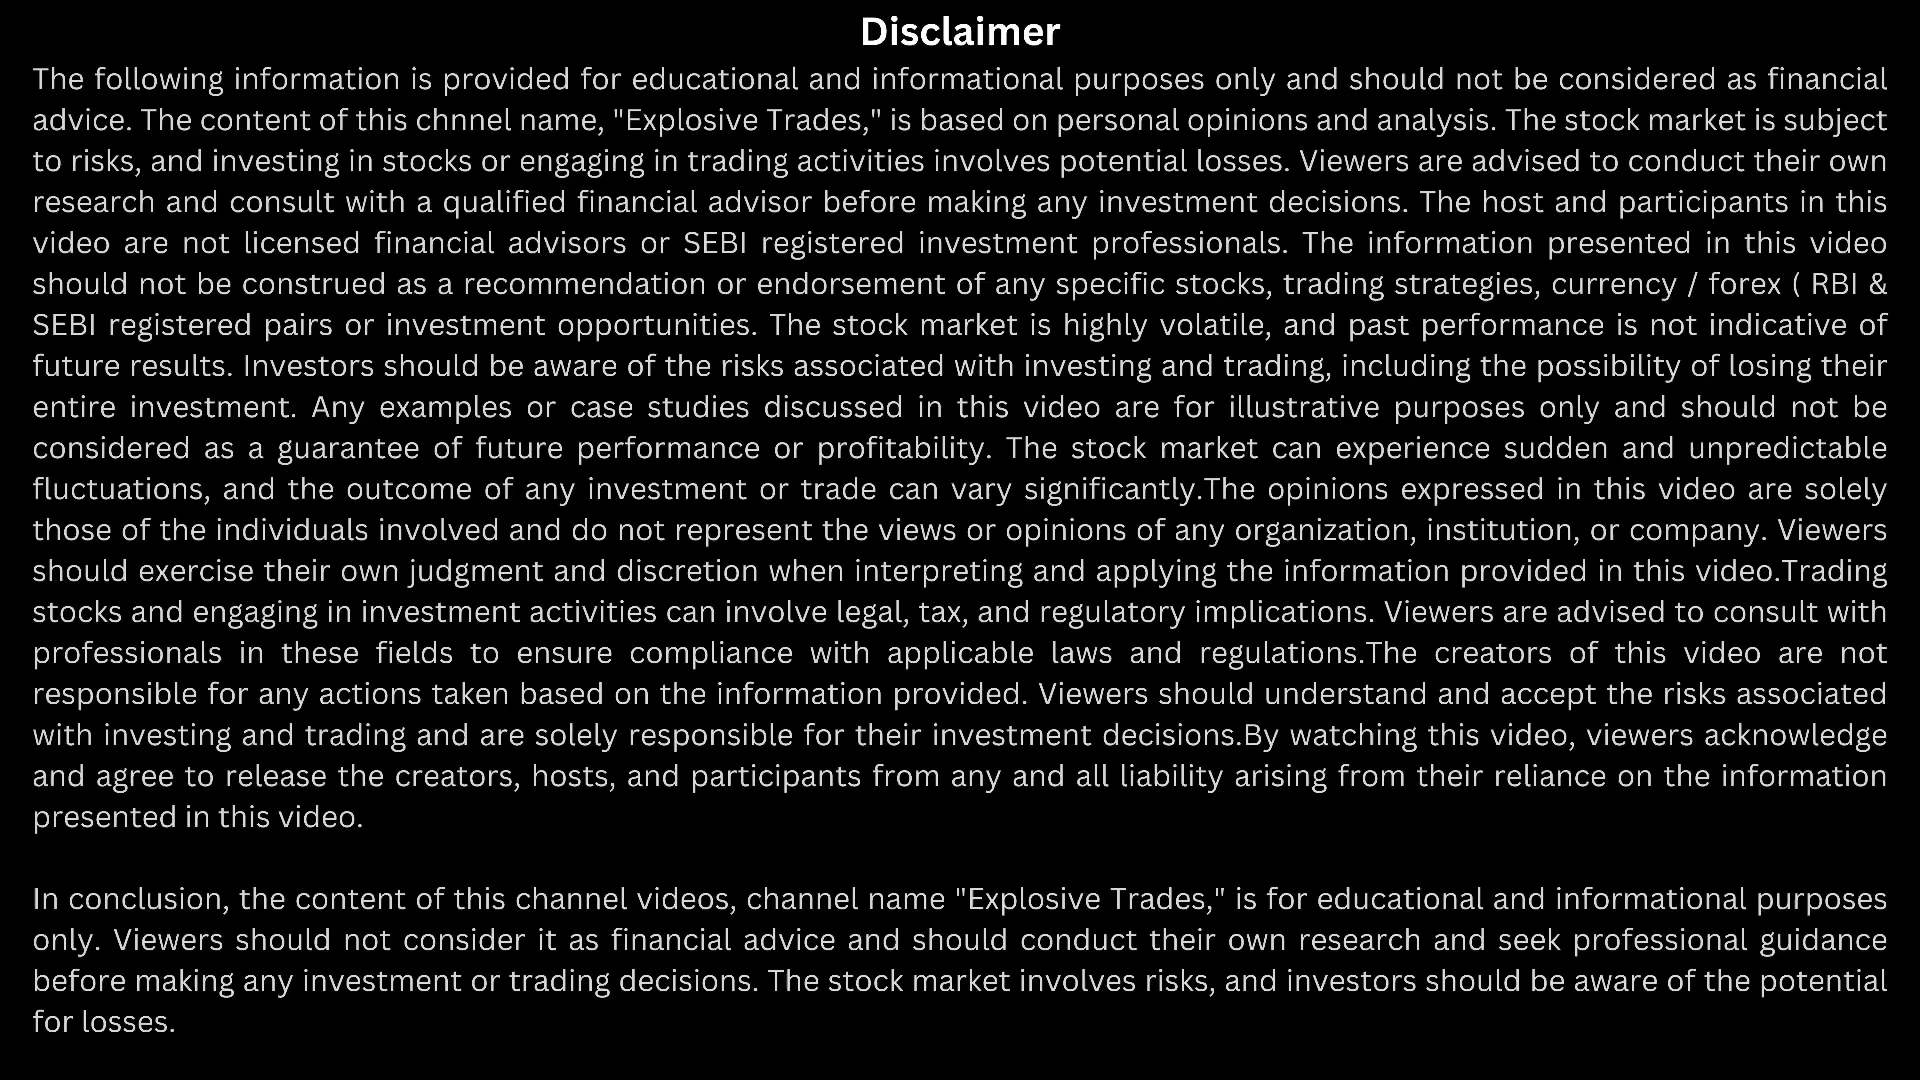 Disclaimer
The following information is provided for educational and informational purposes only and should not be considered as financial
advice. The content of this chnnel name, "Explosive Trades," is based on personal opinions and analysis. The stock market is subject
to risks, and investing in stocks or engaging in trading activities involves potential losses. Viewers are advised to conduct their own
research and consult with a qualified financial advisor before making any investment decisions. The host and participants in this
video are not licensed financial advisors or SEBI registered investment professionals. The information presented in this video
should not be construed as a recommendation or endorsement of any specific stocks, trading strategies, currency / forex ( RBI &
SEBI registered pairs or investment opportunities. The stock market is highly volatile, and past performance is not indicative of
future results. Investors should be aware of the risks associated with investing and trading, including the possibility of losing their
entire investment. Any examples or case studies discussed in this video are for illustrative purposes only and should not be
considered as a guarantee of future performance or profitability. The stock market can experience sudden and unpredictable
fluctuations, and the outcome of any investment or trade can vary significantly.The opinions expressed in this video are solely
those of the individuals involved and do not represent the views or opinions of any organization, institution, or company. Viewers
should exercise their own judgment and discretion when interpreting and applying the information provided in this video.Trading
stocks and engaging in investment activities can involve legal, tax, and regulatory implications. Viewers are advised to consult with
professionals in these fields to ensure compliance with applicable laws and regulations.The creators of this video are not
responsible for any actions taken based on the information provided. Viewers should understand and accept the risks associated
with investing and trading and are solely responsible for their investment decisions.By watching this video, viewers acknowledge
and agree to release the creators, hosts, and participants from any and all liability arising from their reliance on the information
presented in this video.
In conclusion, the content of this channel videos, channel name "Explosive Trades," is for educational and informational purposes
only. Viewers should not consider it as financial advice and should conduct their own research and seek professional guidance
before making any investment or trading decisions. The stock market involves risks, and investors should be aware of the potential
for losses.